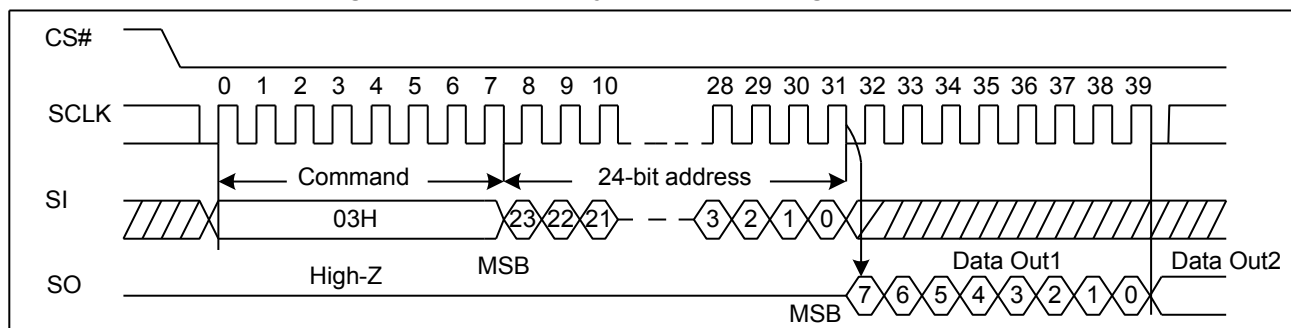 CS#
0 1 2 3 4 5 6 7 8 9 10 28 29 30 31 32 33 34 35 36 37 38 39
SCLK
Command 24-bit address
SI
03H 23 22 21 3 2 1 0
High-Z MSB Data Out1 Data Out2
SO
7 6 5 4 3 2 1 0
MSB